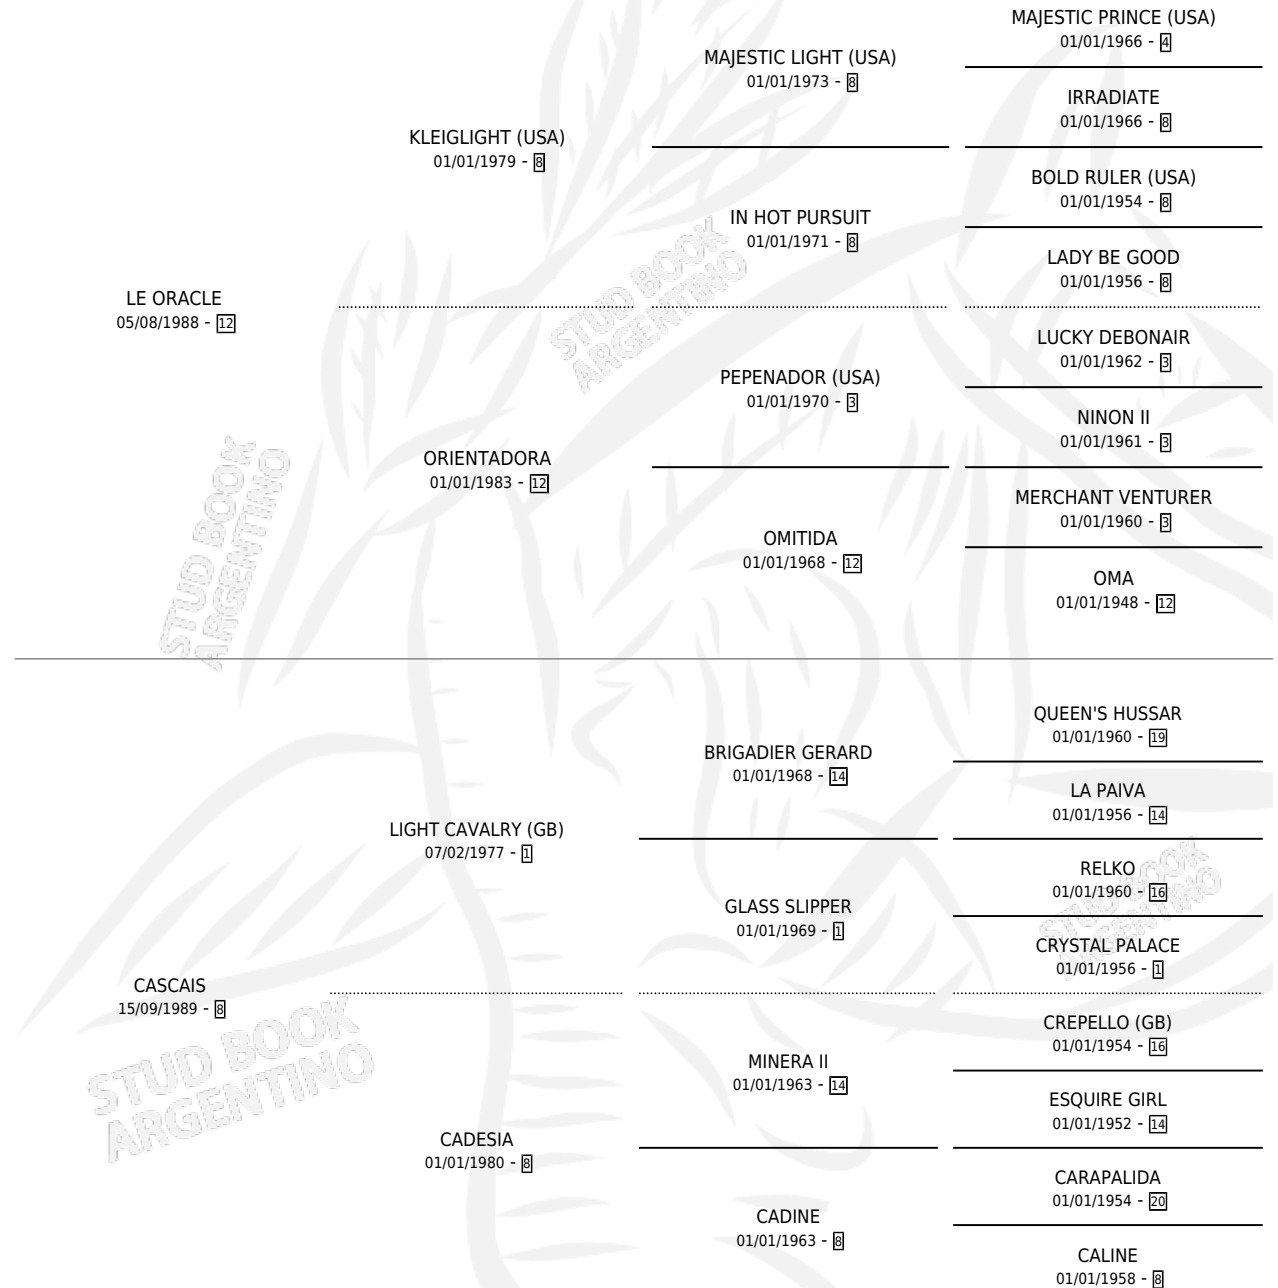 MAJESTIC PRINCE (USA)
01/01/1966 - 4
MAJESTIC LIGHT (USA)
01/01/1973 - 8
IRRADIATE
01/01/1966 - 8
KLEIGLIGHT (USA)
01/01/1979 - 8
BOLD RULER (USA)
01/01/1954 - 8
IN HOT PURSUIT
01/01/1971 - 8
LADY BE GOOD
01/01/1956 - 8
STUD BOOK
ARGENTINO
LE ORACLE
05/08/1988 - 12
LUCKY DEBONAIR
01/01/1962 - 3
PEPENADOR (USA)
01/01/1970 - 3
NINON II
01/01/1961 - 3
ORIENTADORA
01/01/1983 - 12
MERCHANT VENTURER
01/01/1960 - 3
OMITIDA
01/01/1968 - 12
OMA
01/01/1948 - 12
STUD BOOK
ARGENTINO
QUEEN'S HUSSAR
01/01/1960 - 19
BRIGADIER GERARD
01/01/1968 - 14
LA PAIVA
01/01/1956 - 14
LIGHT CAVALRY (GB)
07/02/1977 - 1
RELKO
01/01/1960 - 16
GLASS SLIPPER
01/01/1969 - 1
CRYSTAL PALACE
01/01/1956 - 1
STUD BOOK
ARGENTINO
CASCAIS
15/09/1989 - 8
CREPELLO (GB)
01/01/1954 - 16
MINERA II
01/01/1963 - 14
ESQUIRE GIRL
01/01/1952 - 14
STUD BOOK
ARGENTINO
CADESIA
01/01/1980 - 8
CARAPALIDA
01/01/1954 - 20
CADINE
01/01/1963 - 8
CALINE
01/01/1958 - 8